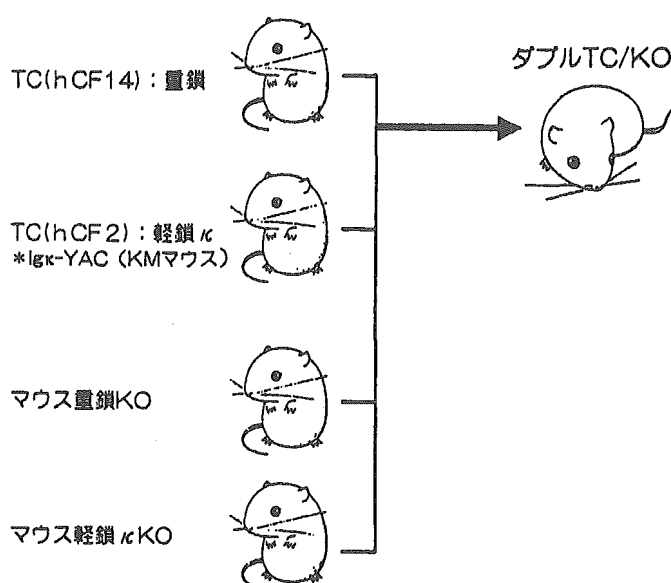 TC(hCF14):重鎖
ダブルTC/KO
TC(hCF2):軽鎖κ
*Igκ-YAC(KMマウス)
マウス重鎖KO
マウス軽鎖κKO